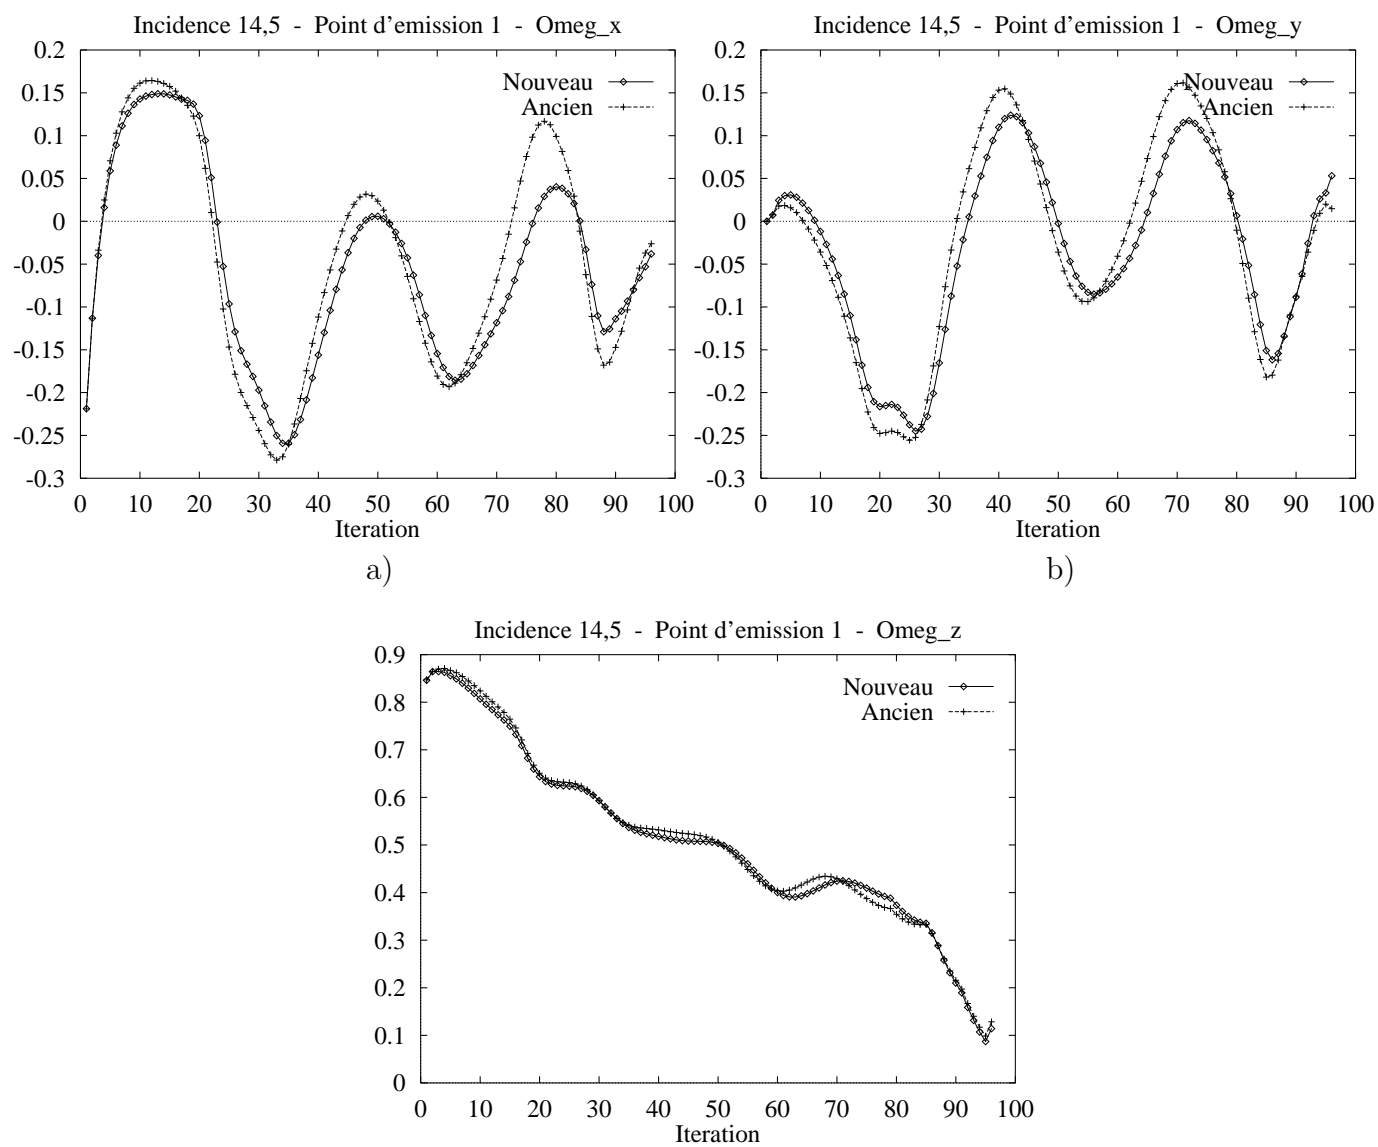 Incidence 14,5 - Point d'emission 1 - Omeg_x
0.2
0.15
0.1
0.05
0
-0.05
-0.1
-0.15
-0.2
-0.25
-0.3
Nouveau
Ancien
0 10 20 30 40 50 60 70 80 90 100
Iteration
a)
Incidence 14,5 - Point d'emission 1 - Omeg_y
0.2
0.15
0.1
0.05
0
-0.05
-0.1
-0.15
-0.2
-0.25
-0.3
Nouveau
Ancien
0 10 20 30 40 50 60 70 80 90 100
Iteration
b)
Incidence 14,5 - Point d'emission 1 - Omeg_z
0.9
0.8
0.7
0.6
0.5
0.4
0.3
0.2
0.1
0
Nouveau
Ancien
0 10 20 30 40 50 60 70 80 90 100
Iteration